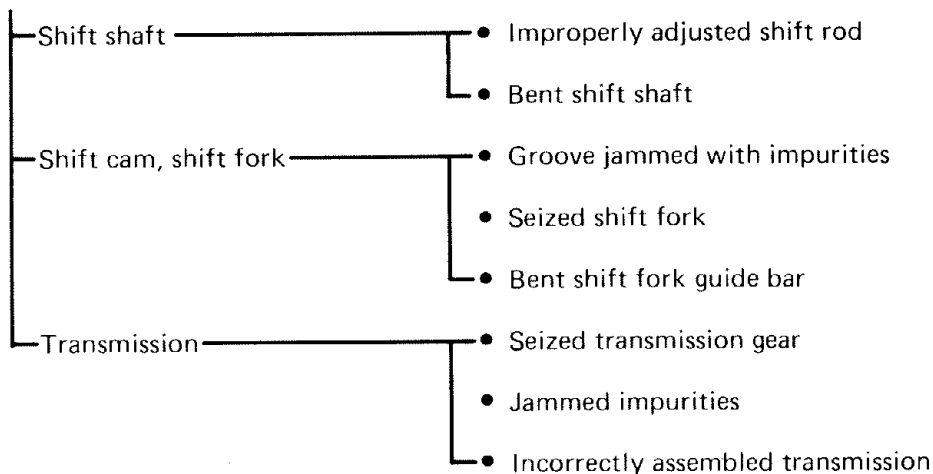 Shift shaft
• Improperly adjusted shift rod
• Bent shift shaft
Shift cam, shift fork
• Groove jammed with impurities
• Seized shift fork
• Bent shift fork guide bar
Transmission
• Seized transmission gear
• Jammed impurities
• Incorrectly assembled transmission